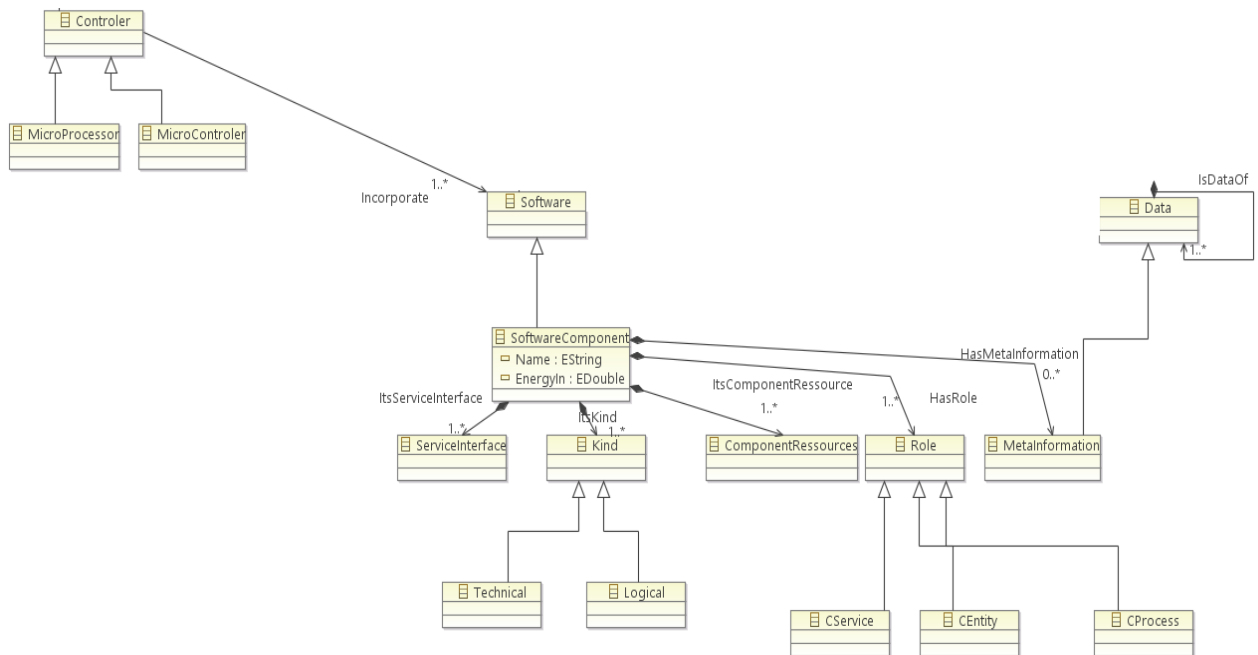 Controler
MicroProcessor
MicroControler
1..*
Incorporate
Software
IsDataOf
Data
1..*
SoftwareComponent
Name : EString
EnergyIn : EDouble
HasMetaInformation
0..*
ItsComponentRessource
1..*
1..*
HasRole
ItsServiceInterface
1..*
ItsKind
1..*
ServiceInterface
Kind
ComponentRessources
Role
MetaInformation
Technical
Logical
CService
CEntity
CProcess